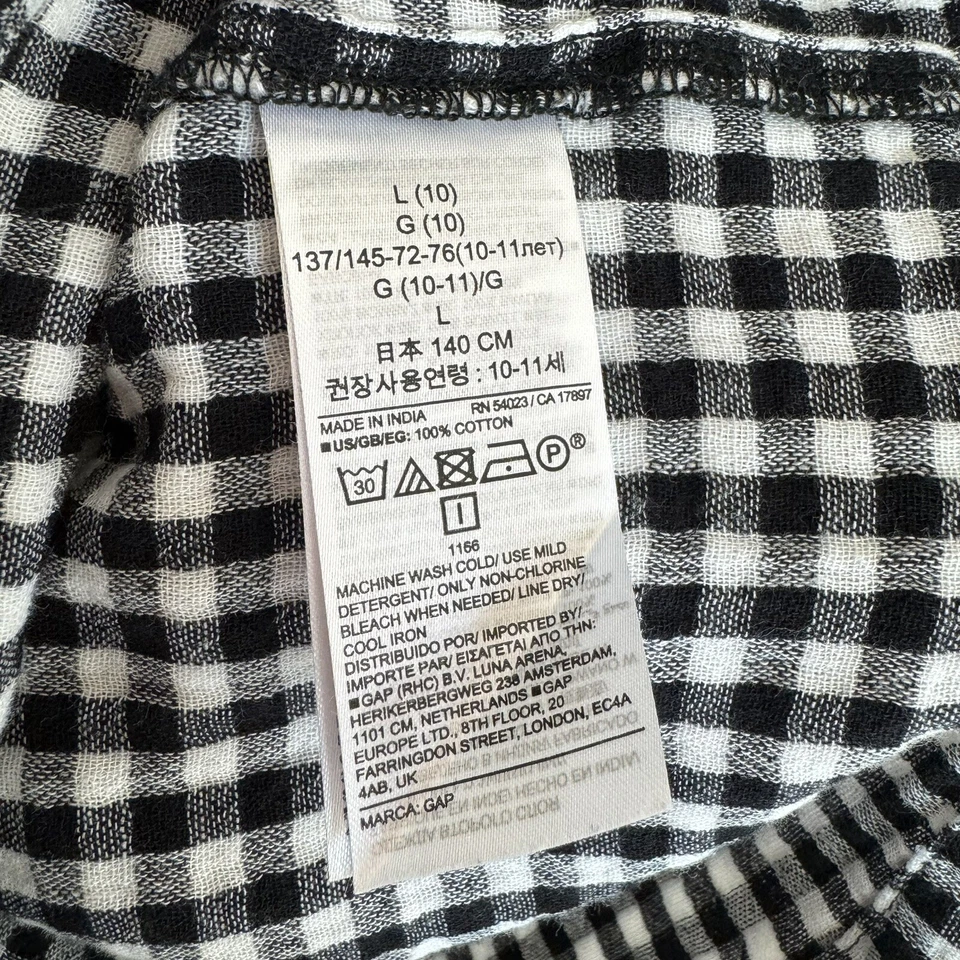 L (10)
G (10)
137/145-72-76(10-11лет)
G (10-11)/G
L
日本 140 CM
권장사용연령 : 10-11세
MADE IN INDIA RN 54023 / CA 17897
■US/GB/EG: 100% COTTON
30 P®
1166
MACHINE WASH COLD/ USE MILD
DETERGENT/ ONLY NON-CHLORINE
BLEACH WHEN NEEDED/ LINE DRY/
COOL IRON
DISTRIBUIDO POR/ IMPORTED BY/
IMPORTE PAR/ ΕΙΣΑΓΕΤΑΙ ΑΠΟ ΤΗΝ:
■GAP (RHC) B.V. LUNA ARENA,
HERIKERBERGWEG 238 AMSTERDAM,
1101 CM, NETHERLANDS ■GAP
EUROPE LTD., 8TH FLOOR, 20
FARRINGDON STREET, LONDON, EC4A
4AB, UK
MARCA: GAP